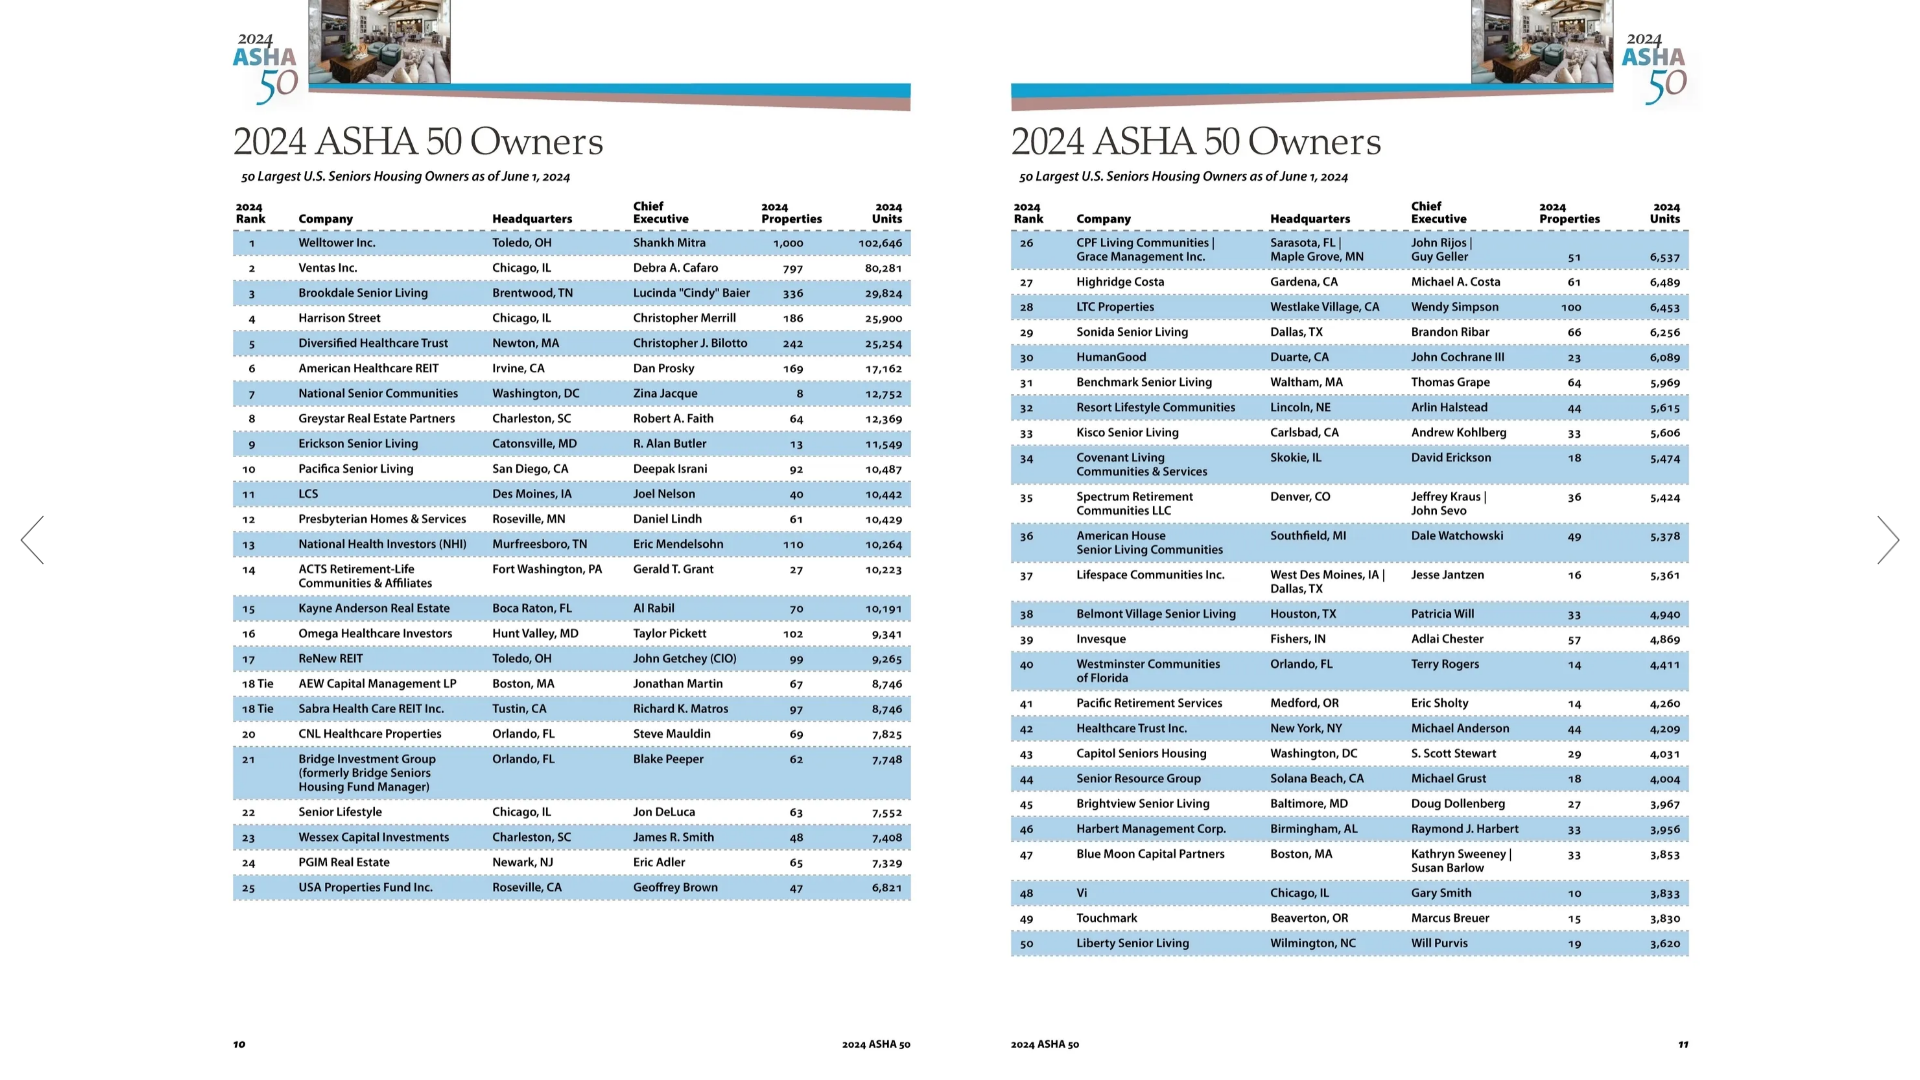 2024
ASHA
50
2024 ASHA 50 Owners
50 Largest U.S. Seniors Housing Owners as of June 1, 2024
2024 Rank Company Headquarters Chief Executive 2024 Properties 2024 Units
1 Welltower Inc. Toledo, OH Shankh Mitra 1,000 102,646
2 Ventas Inc. Chicago, IL Debra A. Cafaro 797 80,281
3 Brookdale Senior Living Brentwood, TN Lucinda "Cindy" Baier 336 29,824
4 Harrison Street Chicago, IL Christopher Merrill 186 25,900
5 Diversified Healthcare Trust Newton, MA Christopher J. Bilotto 242 25,254
6 American Healthcare REIT Irvine, CA Dan Prosky 169 17,162
7 National Senior Communities Washington, DC Zina Jacque 8 12,752
8 Greystar Real Estate Partners Charleston, SC Robert A. Faith 64 12,369
9 Erickson Senior Living Catonsville, MD R. Alan Butler 13 11,549
10 Pacifica Senior Living San Diego, CA Deepak Israni 92 10,487
11 LCS Des Moines, IA Joel Nelson 40 10,442
12 Presbyterian Homes & Services Roseville, MN Daniel Lindh 61 10,429
13 National Health Investors (NHI) Murfreesboro, TN Eric Mendelsohn 110 10,264
14 ACTS Retirement-Life Fort Washington, PA Gerald T. Grant 27 10,223
Communities & Affiliates
15 Kayne Anderson Real Estate Boca Raton, FL Al Rabil 70 10,191
16 Omega Healthcare Investors Hunt Valley, MD Taylor Pickett 102 9,341
17 ReNew REIT Toledo, OH John Getchey (CIO) 99 9,265
18 Tie AEW Capital Management LP Boston, MA Jonathan Martin 67 8,746
18 Tie Sabra Health Care REIT Inc. Tustin, CA Richard K. Matros 97 8,746
20 CNL Healthcare Properties Orlando, FL Steve Mauldin 69 7,825
21 Bridge Investment Group Orlando, FL Blake Peeper 62 7,748
(formerly Bridge Seniors
Housing Fund Manager)
22 Senior Lifestyle Chicago, IL Jon DeLuca 63 7,552
23 Wessex Capital Investments Charleston, SC James R. Smith 48 7,408
24 PGIM Real Estate Newark, NJ Eric Adler 65 7,329
25 USA Properties Fund Inc. Roseville, CA Geoffrey Brown 47 6,821
10 2024 ASHA 50
2024
ASHA
50
2024 ASHA 50 Owners
50 Largest U.S. Seniors Housing Owners as of June 1, 2024
2024 Rank Company Headquarters Chief Executive 2024 Properties 2024 Units
26 CPF Living Communities | Sarasota, FL | John Rijos |
Grace Management Inc. Maple Grove, MN Guy Geller 51 6,537
27 Highridge Costa Gardena, CA Michael A. Costa 61 6,489
28 LTC Properties Westlake Village, CA Wendy Simpson 100 6,453
29 Sonida Senior Living Dallas, TX Brandon Ribar 66 6,256
30 HumanGood Duarte, CA John Cochrane III 23 6,089
31 Benchmark Senior Living Waltham, MA Thomas Grape 64 5,969
32 Resort Lifestyle Communities Lincoln, NE Arlin Halstead 44 5,615
33 Kisco Senior Living Carlsbad, CA Andrew Kohlberg 33 5,606
34 Covenant Living Skokie, IL David Erickson 18 5,474
Communities & Services
35 Spectrum Retirement Denver, CO Jeffrey Kraus | 36 5,424
Communities LLC John Sevo
36 American House Southfield, MI Dale Watchowski 49 5,378
Senior Living Communities
37 Lifespace Communities Inc. West Des Moines, IA | Jesse Jantzen 16 5,361
Dallas, TX
38 Belmont Village Senior Living Houston, TX Patricia Will 33 4,940
39 Invesque Fishers, IN Adlai Chester 57 4,869
40 Westminster Communities Orlando, FL Terry Rogers 14 4,411
of Florida
41 Pacific Retirement Services Medford, OR Eric Sholty 14 4,260
42 Healthcare Trust Inc. New York, NY Michael Anderson 44 4,209
43 Capitol Seniors Housing Washington, DC S. Scott Stewart 29 4,031
44 Senior Resource Group Solana Beach, CA Michael Grust 18 4,004
45 Brightview Senior Living Baltimore, MD Doug Dollenberg 27 3,967
46 Harbert Management Corp. Birmingham, AL Raymond J. Harbert 33 3,956
47 Blue Moon Capital Partners Boston, MA Kathryn Sweeney | 33 3,853
Susan Barlow
48 Vi Chicago, IL Gary Smith 10 3,833
49 Touchmark Beaverton, OR Marcus Breuer 15 3,830
50 Liberty Senior Living Wilmington, NC Will Purvis 19 3,620
2024 ASHA 50 11